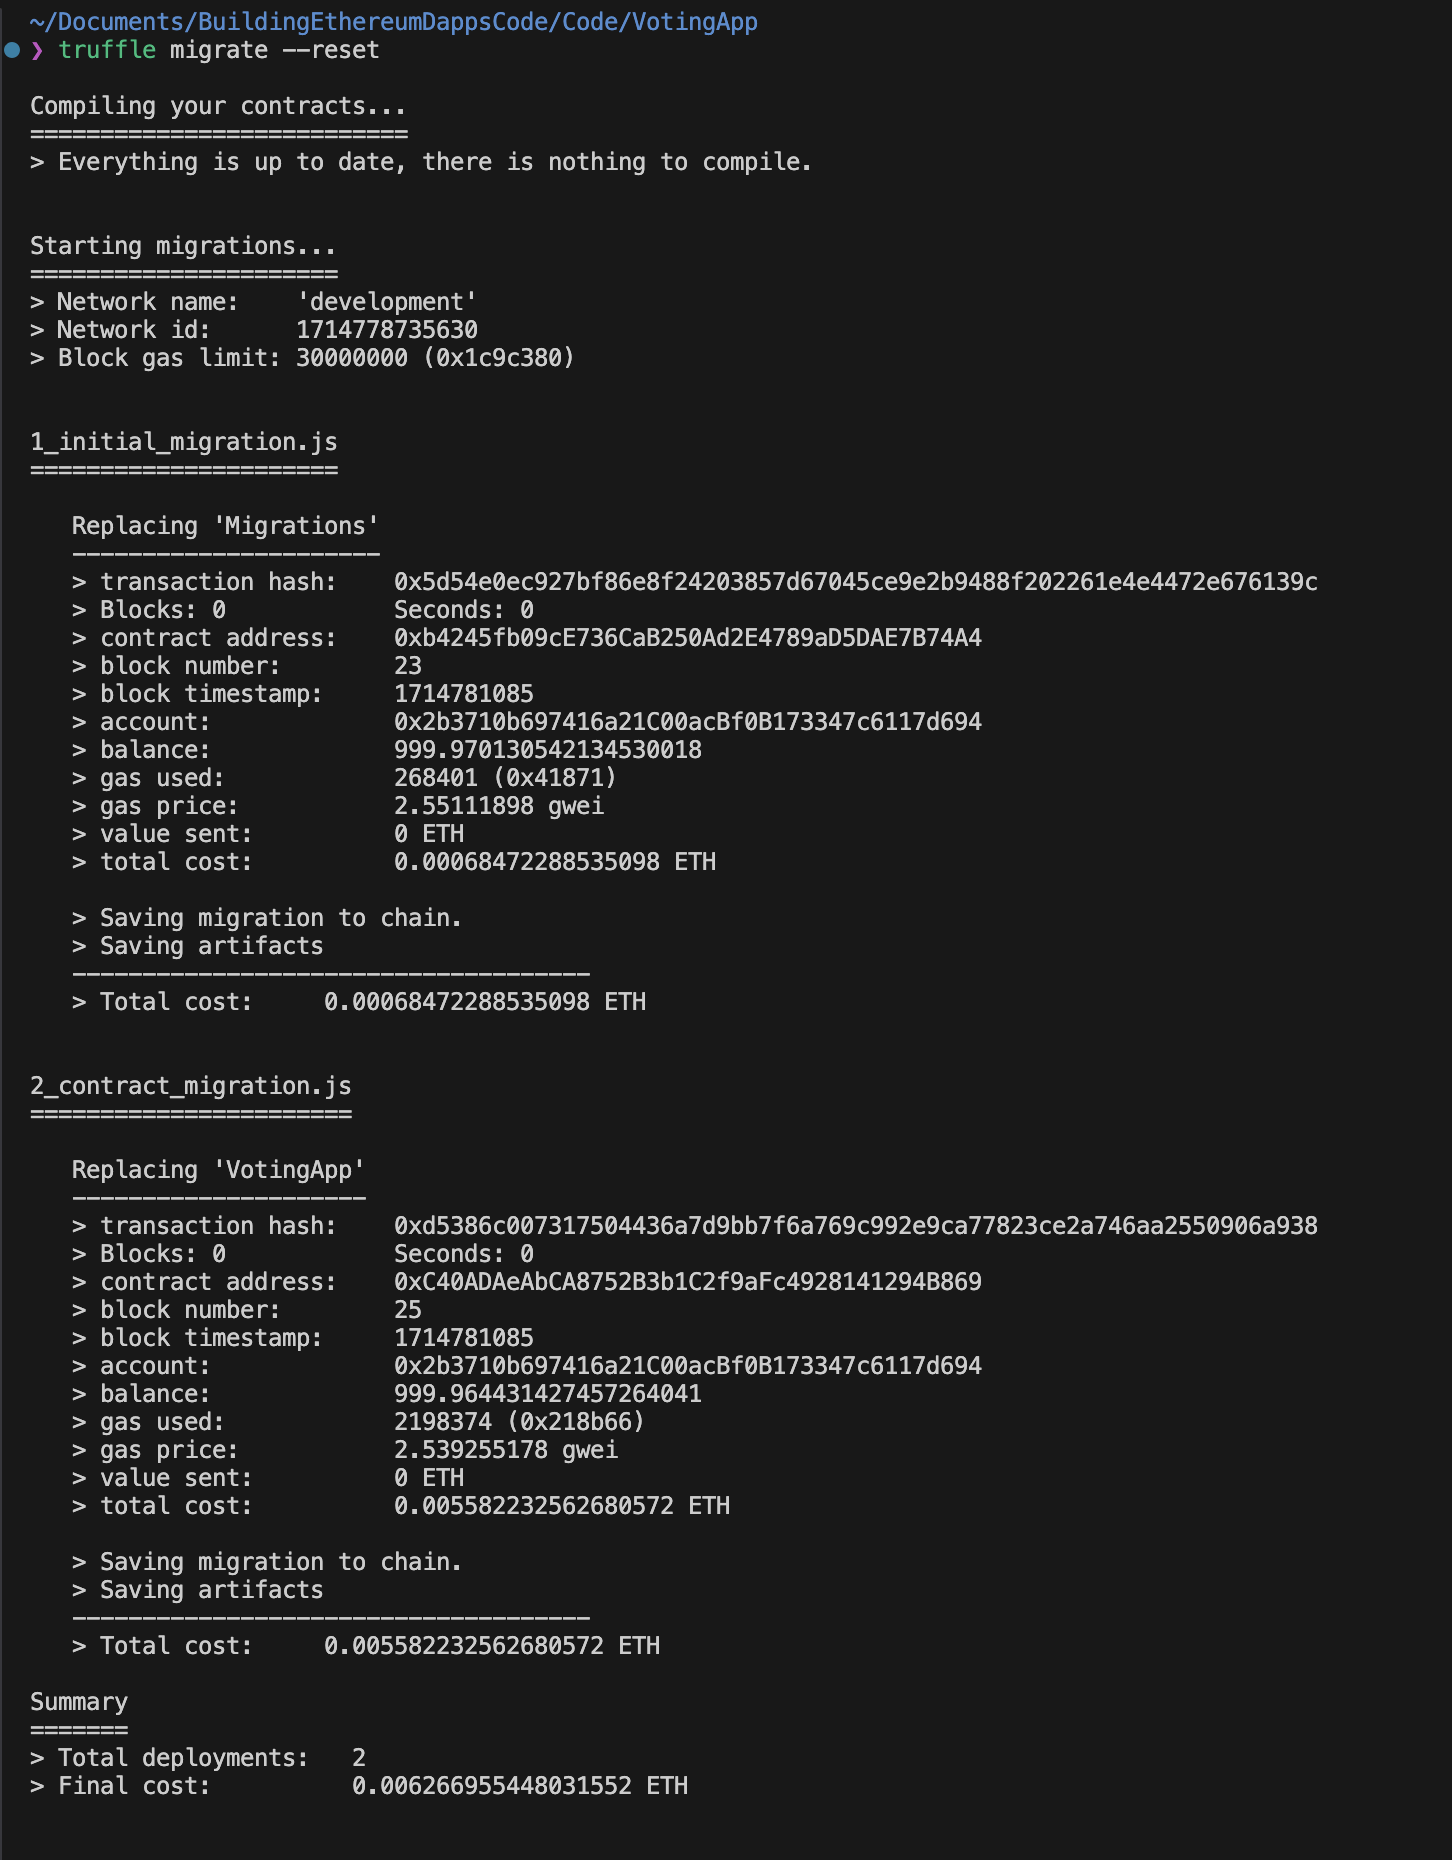 ~/Documents/BuildingEthereumDappsCode/Code/VotingApp
❯ truffle migrate --reset
Compiling your contracts...
===========================
> Everything is up to date, there is nothing to compile.
Starting migrations...
======================
> Network name:    'development'
> Network id:      1714778735630
> Block gas limit: 30000000 (0x1c9c380)
1_initial_migration.js
======================
Replacing 'Migrations'
----------------------
> transaction hash:    0x5d54e0ec927bf86e8f24203857d67045ce9e2b9488f202261e4e4472e676139c
> Blocks: 0            Seconds: 0
> contract address:    0xb4245fb09cE736CaB250Ad2E4789aD5DAE7B74A4
> block number:        23
> block timestamp:     1714781085
> account:             0x2b3710b697416a21C00acBf0B173347c6117d694
> balance:             999.970130542134530018
> gas used:            268401 (0x41871)
> gas price:           2.55111898 gwei
> value sent:          0 ETH
> total cost:          0.00068472288535098 ETH
> Saving migration to chain.
> Saving artifacts
-------------------------------------
> Total cost:     0.00068472288535098 ETH
2_contract_migration.js
=======================
Replacing 'VotingApp'
---------------------
> transaction hash:    0xd5386c007317504436a7d9bb7f6a769c992e9ca77823ce2a746aa2550906a938
> Blocks: 0            Seconds: 0
> contract address:    0xC40ADAeAbCA8752B3b1C2f9aFc4928141294B869
> block number:        25
> block timestamp:     1714781085
> account:             0x2b3710b697416a21C00acBf0B173347c6117d694
> balance:             999.964431427457264041
> gas used:            2198374 (0x218b66)
> gas price:           2.539255178 gwei
> value sent:          0 ETH
> total cost:          0.005582232562680572 ETH
> Saving migration to chain.
> Saving artifacts
-------------------------------------
> Total cost:     0.005582232562680572 ETH
Summary
=======
> Total deployments:   2
> Final cost:          0.006266955448031552 ETH